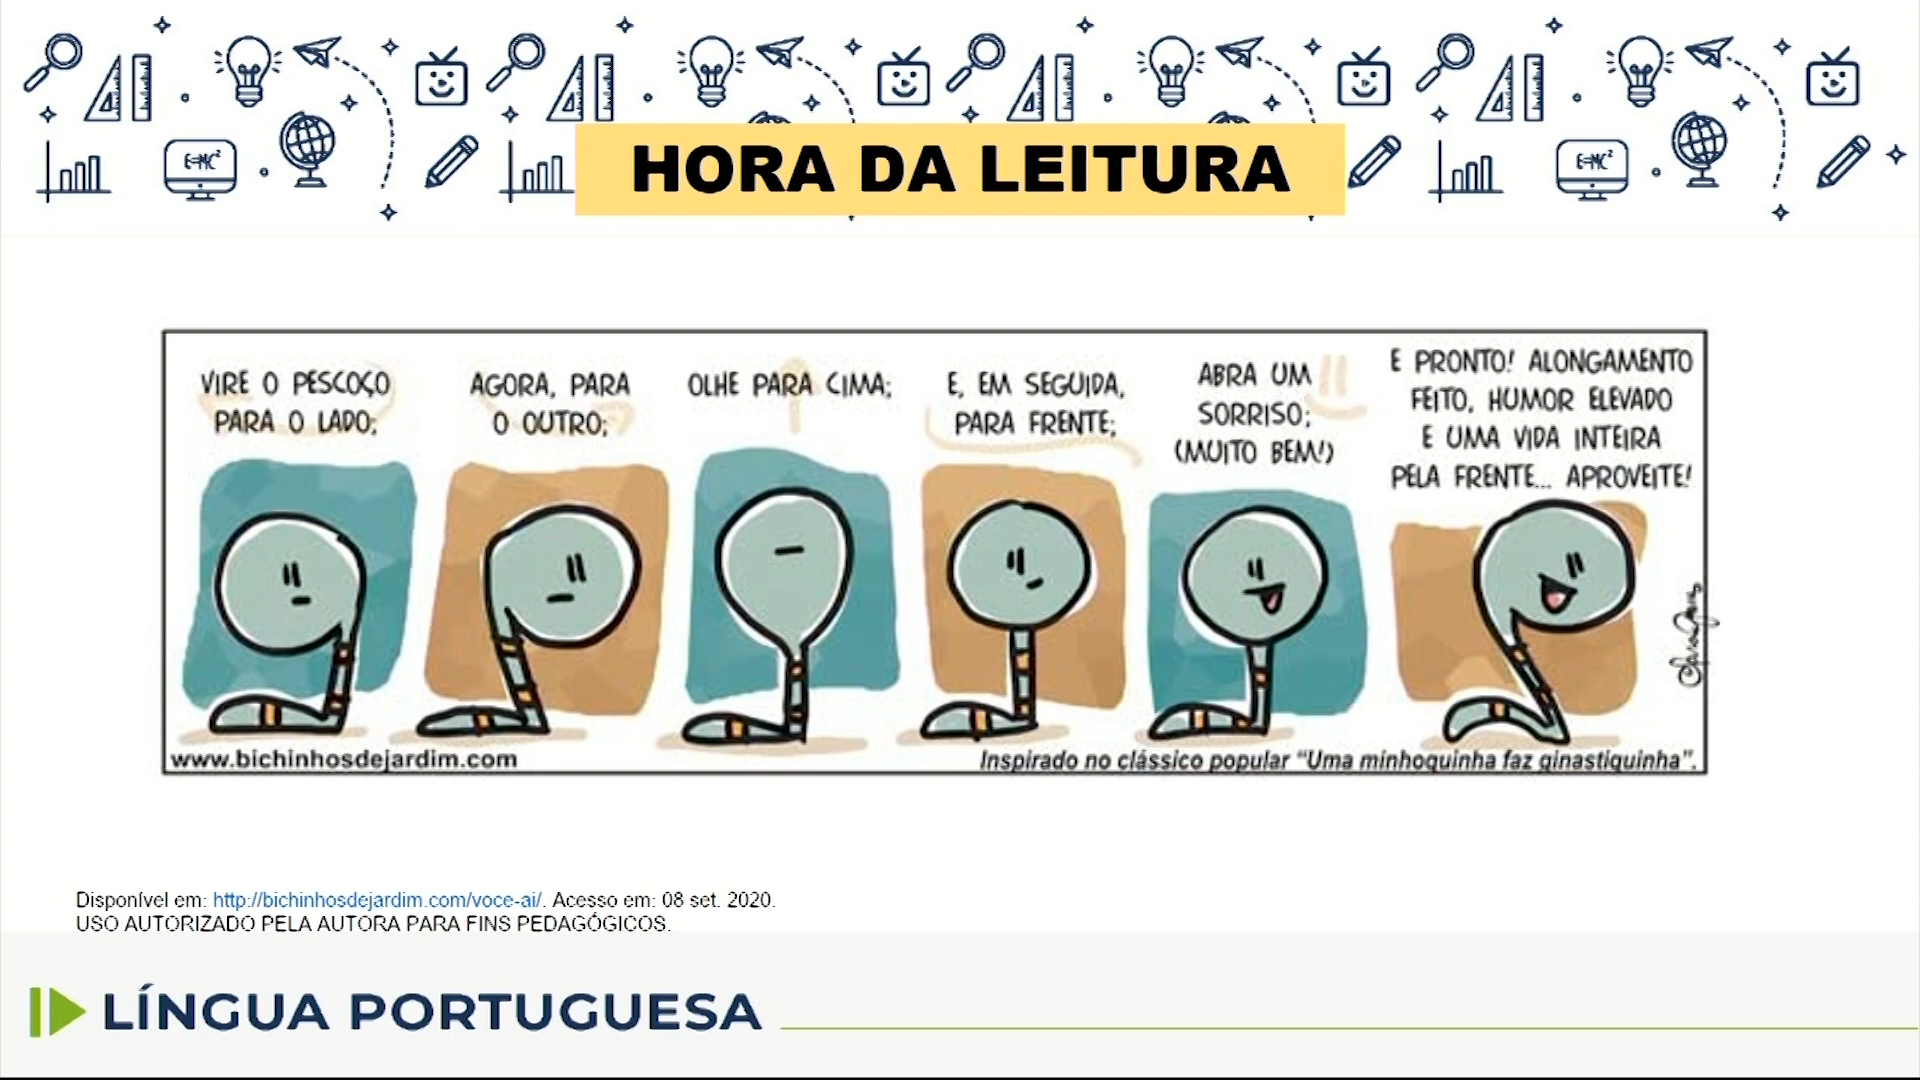 HORA DA LEITURA
E=MC²
E=MC²
VIRE O PESCOÇO
PARA O LADO;
AGORA, PARA
O OUTRO;
OLHE PARA CIMA;
E, EM SEGUIDA,
PARA FRENTE;
ABRA UM
SORRISO;
(MUITO BEM!)
E PRONTO! ALONGAMENTO
FEITO, HUMOR ELEVADO
E UMA VIDA INTEIRA
PELA FRENTE... APROVEITE!
www.bichinhosdejardim.com
Inspirado no clássico popular “Uma minhoquinha faz ginastiquinha”.
Disponível em: http://bichinhosdejardim.com/voce-ai/. Acesso em: 08 set. 2020.
USO AUTORIZADO PELA AUTORA PARA FINS PEDAGÓGICOS.
LÍNGUA PORTUGUESA